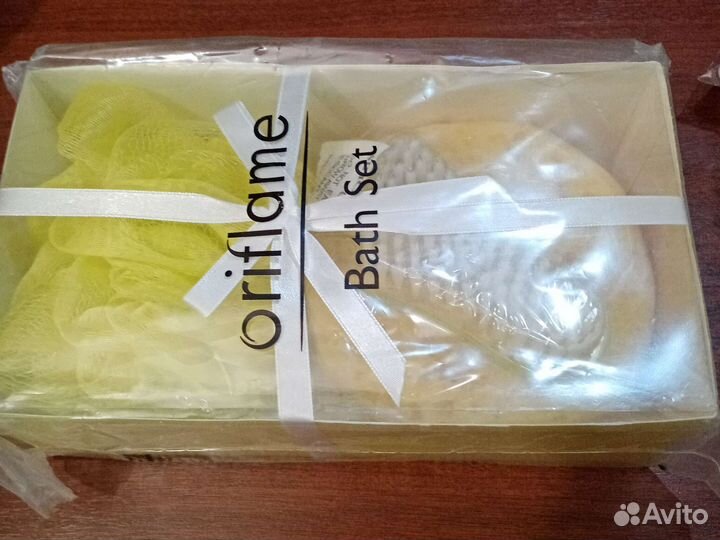 oriflame
Bath Set
Avito